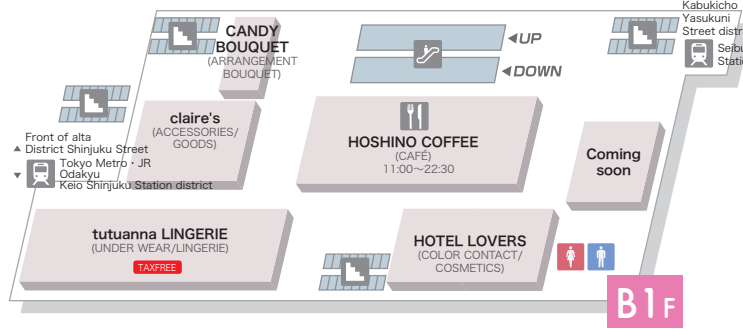 Kabukicho
Yasukuni
Street distri
Seibu
Statio
CANDY
BOUQUET
(ARRANGEMENT
BOUQUET)
◀UP
◀DOWN
claire's
(ACCESSORIES/
GOODS)
HOSHINO COFFEE
(CAFÉ)
11:00～22:30
Front of alta
▲ District Shinjuku Street
Tokyo Metro・JR
▼ Odakyu
Keio Shinjuku Station district
Coming
soon
tutuanna LINGERIE
(UNDER WEAR/LINGERIE)
TAXFREE
HOTEL LOVERS
(COLOR CONTACT/
COSMETICS)
B1F